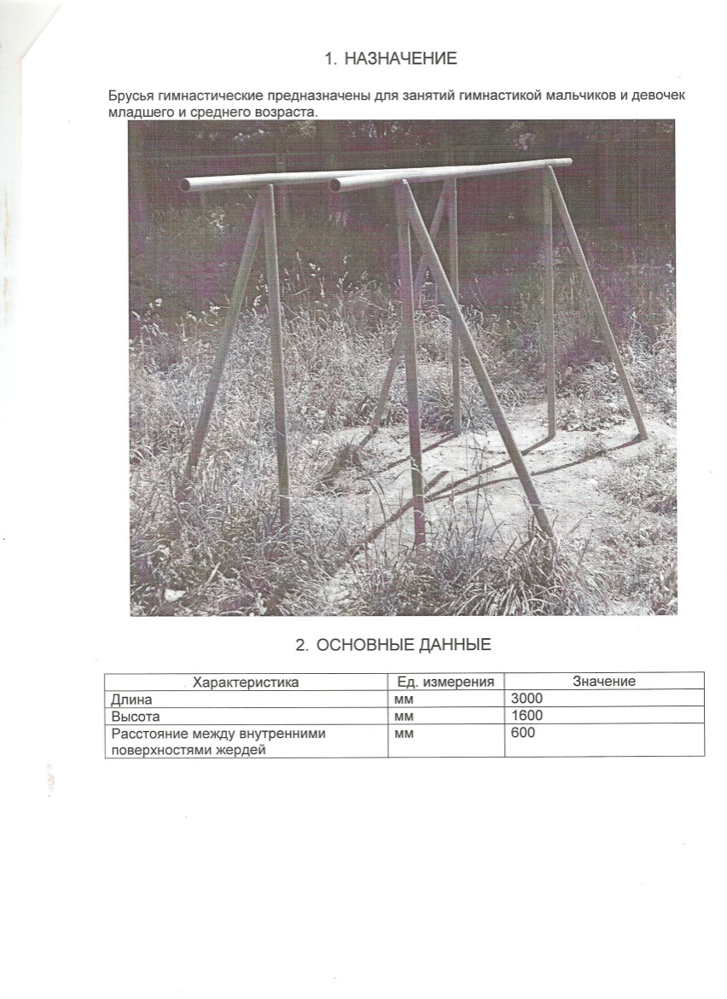 1. НАЗНАЧЕНИЕ
Брусья гимнастические предназначены для занятий гимнастикой мальчиков и девочек
младшего и среднего возраста.
2. ОСНОВНЫЕ ДАННЫЕ
Характеристика Ед. измерения Значение
Длина мм 3000
Высота мм 1600
Расстояние между внутренними мм 600
поверхностями жердей